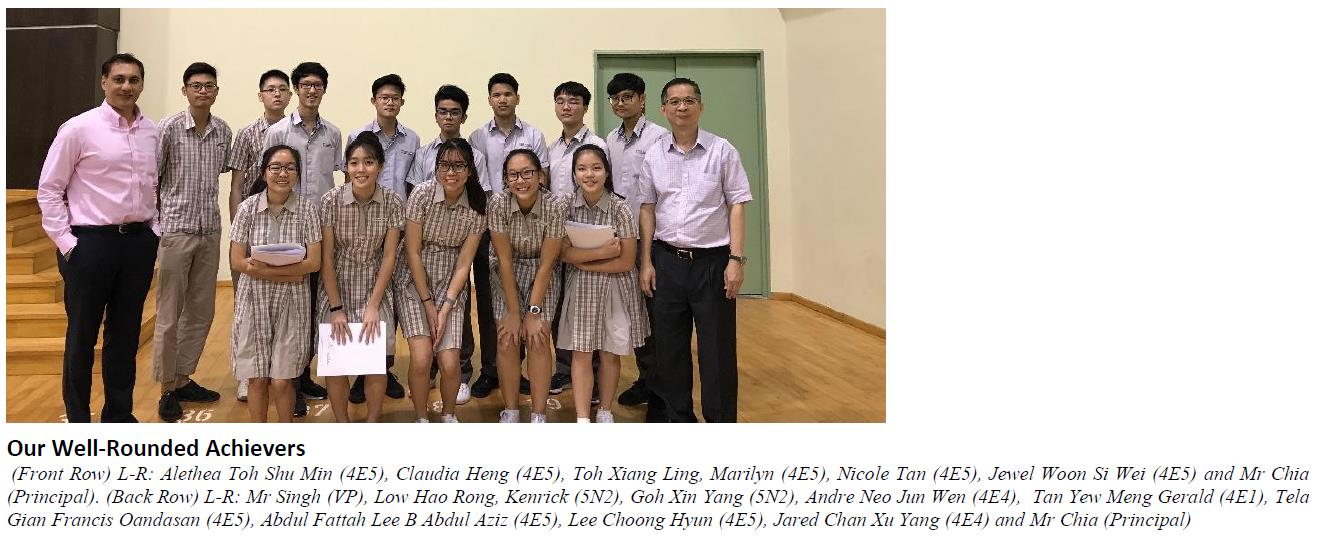 36 37 8 39
Our Well-Rounded Achievers
(Front Row) L-R: Alethea Toh Shu Min (4E5), Claudia Heng (4E5), Toh Xiang Ling, Marilyn (4E5), Nicole Tan (4E5), Jewel Woon Si Wei (4E5) and Mr Chia
(Principal). (Back Row) L-R: Mr Singh (VP), Low Hao Rong, Kenrick (5N2), Goh Xin Yang (5N2), Andre Neo Jun Wen (4E4), Tan Yew Meng Gerald (4E1), Tela
Gian Francis Oandasan (4E5), Abdul Fattah Lee B Abdul Aziz (4E5), Lee Choong Hyun (4E5), Jared Chan Xu Yang (4E4) and Mr Chia (Principal)